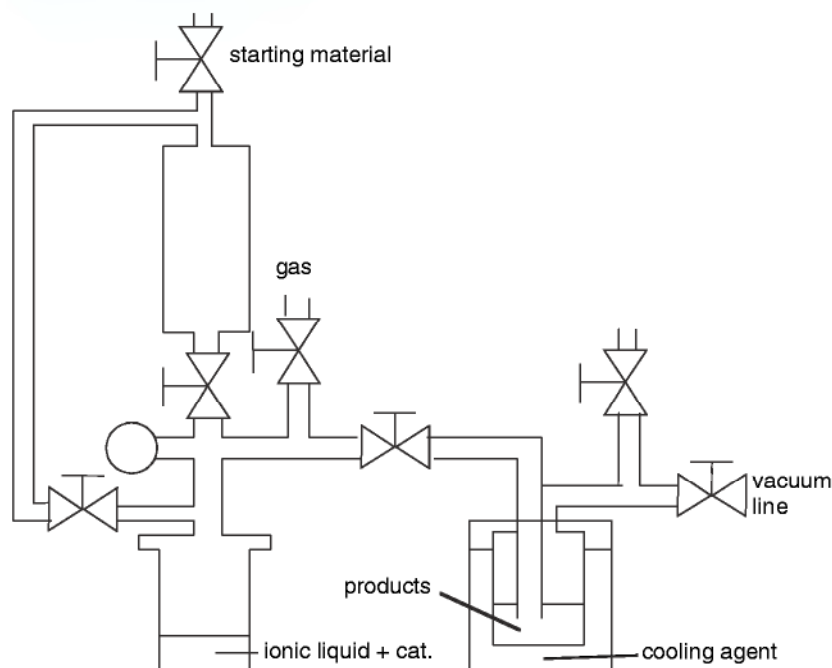 starting material
gas
vacuum
line
products
ionic liquid + cat.
cooling agent